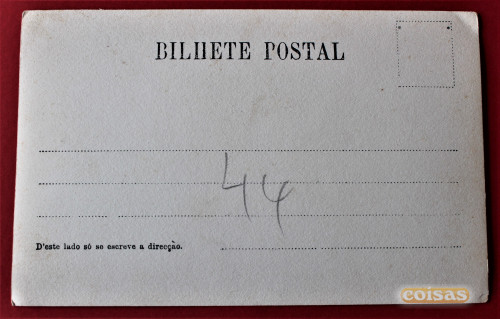 BILHETE POSTAL
44
D'este lado só se escreve a direcção.
coisas